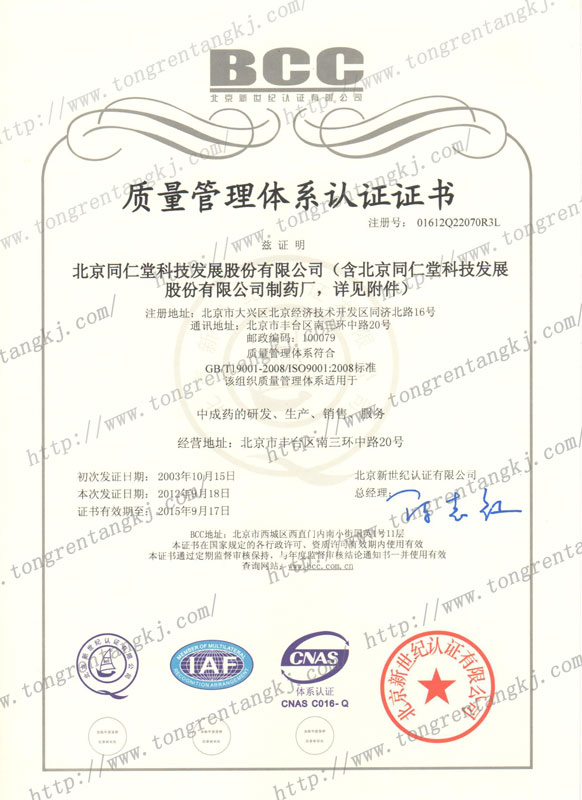 BCC
北京新世纪认证有限公司
质量管理体系认证证书
注册号： 01612Q22070R3L
兹证明
北京同仁堂科技发展股份有限公司（含北京同仁堂科技发展
股份有限公司制药厂，详见附件）
注册地址：北京市大兴区北京经济技术开发区同济北路16号
通讯地址：北京市丰台区南三环中路20号
邮政编码：100079
质量管理体系符合
GB/T19001-2008/ISO9001:2008标准
该组织质量管理体系适用于
中成药的研发、生产、销售、服务
经营地址：北京市丰台区南三环中路20号
初次发证日期： 2003年10月15日
本次发证日期： 2012年9月18日
证书有效期至： 2015年9月17日
北京新世纪认证有限公司
总经理：
BCC地址：北京市西城区西直门内南小街国英1号11层
本证书在国家规定的各行政许可、资质许可有效期内使用有效
本证书通过定期监督审核保持，与年度监督审核结论通知书一并使用有效
查询网站：www.bcc.com.cn
北京新世纪认证有限公司
MEMBER OF MULTILATERAL
IAF
RECOGNITION ARRANGEMENT
CNAS
体系认证
CNAS C016-Q
北京新世纪认证有限公司
http://www.tongrentangkj.com/